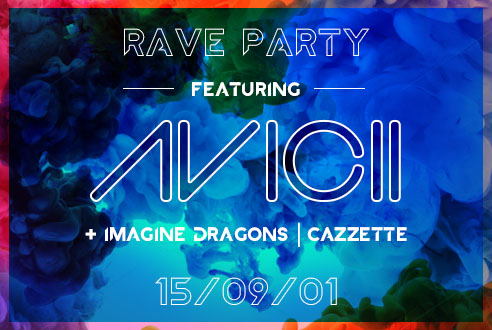 RAVE PARTY
FEATURING
AVICII
+ IMAGINE DRAGONS | CAZZETTE
15/09/01